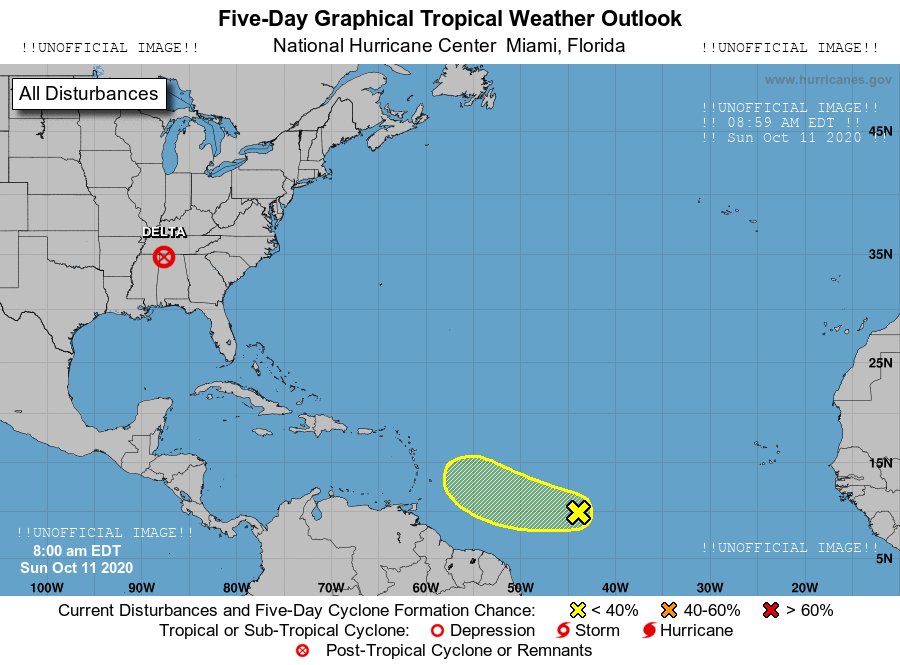 Five-Day Graphical Tropical Weather Outlook
!!UNOFFICIAL IMAGE!! National Hurricane Center Miami, Florida !!UNOFFICIAL IMAGE!!
www.hurricanes.gov
All Disturbances
!!UNOFFICIAL IMAGE!!
!! 08:59 AM EDT !!
!! Sun Oct 11 2020 !!
45N
DELTA
35N
25N
15N
!!UNOFFICIAL IMAGE!!
8:00 am EDT
Sun Oct 11 2020
!!UNOFFICIAL IMAGE!!
5N
100W 90W 80W 70W 60W 50W 40W 30W 20W
Current Disturbances and Five-Day Cyclone Formation Chance: < 40% 40-60% > 60%
Tropical or Sub-Tropical Cyclone: Depression Storm Hurricane
Post-Tropical Cyclone or Remnants